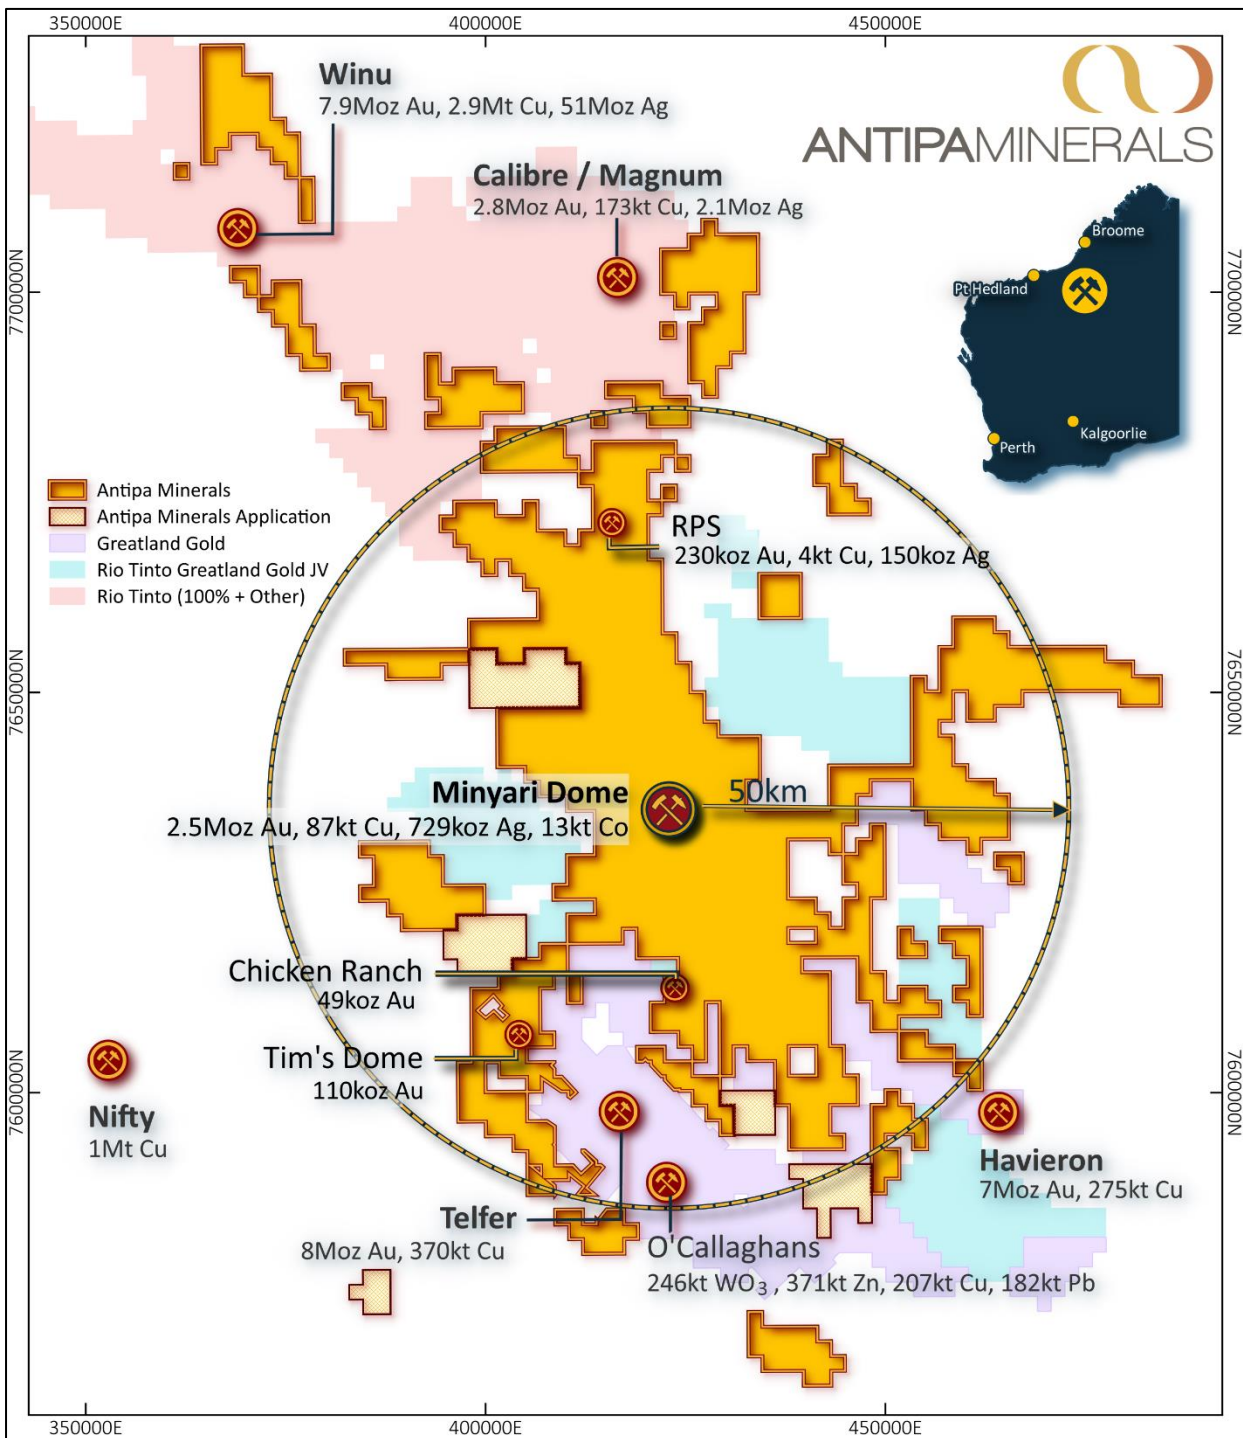 350000E
400000E
450000E
Winu
7.9Moz Au, 2.9Mt Cu, 51Moz Ag
ANTIPAMINERALS
Calibre / Magnum
2.8Moz Au, 173kt Cu, 2.1Moz Ag
Broome
Pt Hedland
7700000N
7700000N
Kalgoorlie
Perth
Antipa Minerals
Antipa Minerals Application
Greatland Gold
Rio Tinto Greatland Gold JV
Rio Tinto (100% + Other)
RPS
230koz Au, 4kt Cu, 150koz Ag
7650000N
7650000N
Minyari Dome
2.5Moz Au, 87kt Cu, 729koz Ag, 13kt Co
50km
Chicken Ranch
49koz Au
Tim's Dome
110koz Au
7600000N
7600000N
Nifty
1Mt Cu
Havieron
7Moz Au, 275kt Cu
Telfer
8Moz Au, 370kt Cu
O'Callaghans
246kt WO3 , 371kt Zn, 207kt Cu, 182kt Pb
350000E
400000E
450000E